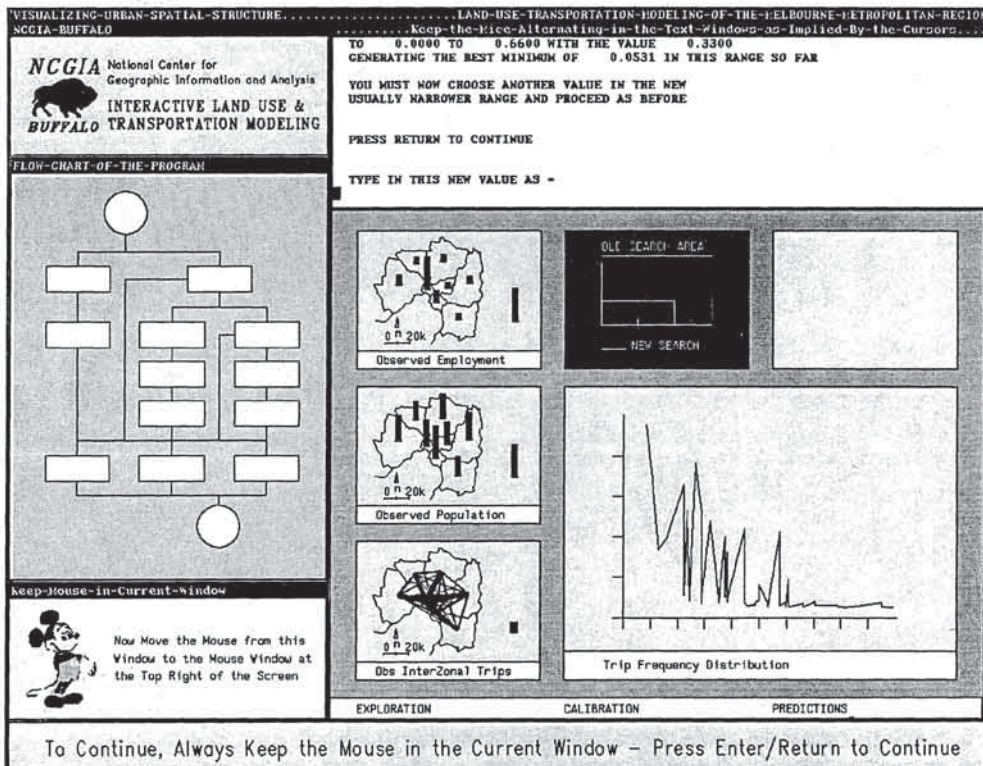 VISUALIZING-URBAN-SPATIAL-STRUCTURE....................LAND-USE-TRANSPORTATION-MODELING-OF-THE-MELBOURNE-METROPOLITAN-REGION
NCGIA-BUFFALO
..........Keep-the-Mice-Alternating-in-the-Text-Windows-as-Implied-By-the-Cursors....
NCGIA National Center for
Geographic Information and Analysis
INTERACTIVE LAND USE &
BUFFALO TRANSPORTATION MODELING
TO 0.0000 TO 0.6600 WITH THE VALUE 0.3300
GENERATING THE BEST MINIMUM OF 0.0531 IN THIS RANGE SO FAR
YOU MUST NOW CHOOSE ANOTHER VALUE IN THE NEW
USUALLY NARROWER RANGE AND PROCEED AS BEFORE
PRESS RETURN TO CONTINUE
TYPE IN THIS NEW VALUE AS -
FLOW-CHART-OF-THE-PROGRAM
0 n 20k
Observed Employment
OLD SEARCH AREA
NEW SEARCH
0 n 20k
Observed Population
0 n 20k
Obs InterZonal Trips
Trip Frequency Distribution
Keep-Mouse-in-Current-Window
Now Move the Mouse from this
Window to the Mouse Window at
the Top Right of the Screen
EXPLORATION CALIBRATION PREDICTIONS
To Continue, Always Keep the Mouse in the Current Window - Press Enter/Return to Continue